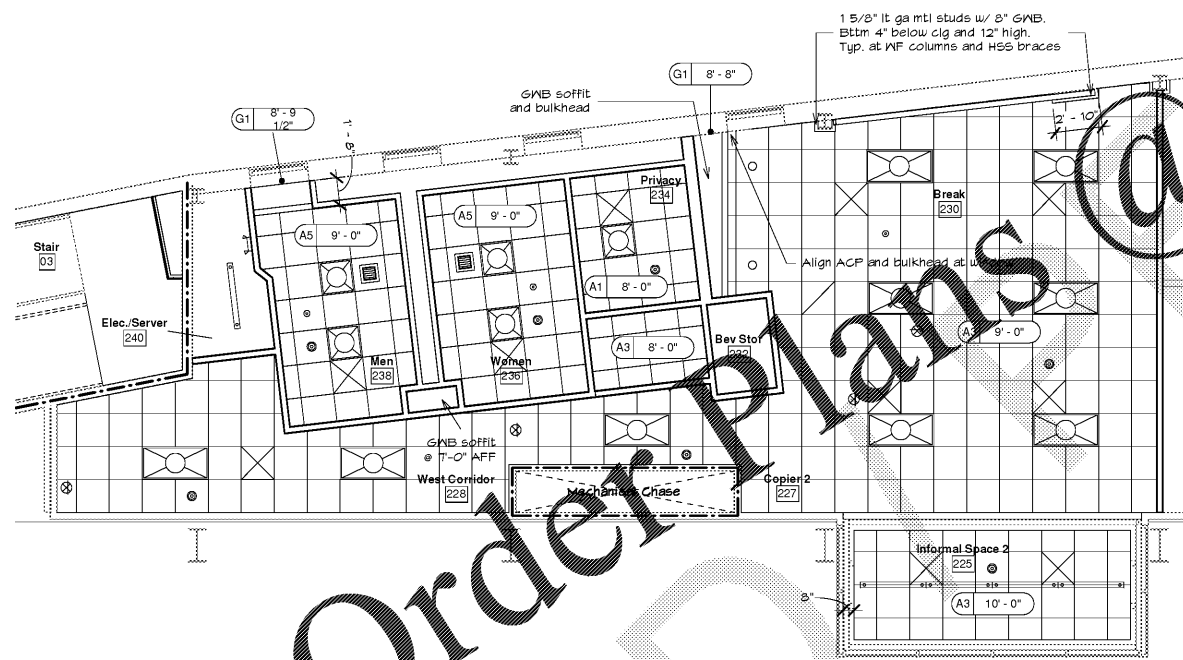 1 5/8" lt ga mtl studs w/ 8" GWB.
Bttm 4" below clg and 12" high.
Typ. at WF columns and HSS braces
G1 8' - 8"
GWB soffit
and bulkhead
G1 8' - 9
1/2"
1' - 8"
2' - 10"
Privacy
234
Break
230
A5 9' - 0"
A5 9' - 0"
Stair
03
Align ACP and bulkhead at
A1 8' - 0"
Elec./Server
240
A3 9' - 0"
Bev Stor
232
A3 8' - 0"
Men
238
Women
236
GWB soffit
@ 7'-0" AFF
West Corridor
228
Mechanical Chase
Copier 2
227
Informal Space 2
225
8"
A3 10' - 0"
Order Plans @